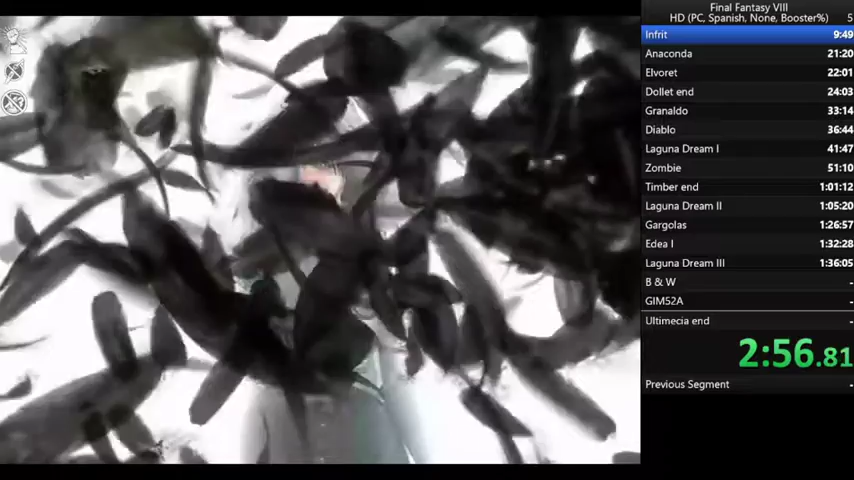 Final Fantasy VIII
HD (PC, Spanish, None, Booster%) 5
Infrit 9:49
Anaconda 21:20
Elvoret 22:01
Dollet end 24:03
Granaldo 33:14
Diablo 36:44
Laguna Dream I 41:47
Zombie 51:10
Timber end 1:01:12
Laguna Dream II 1:05:20
Gargolas 1:26:57
Edea I 1:32:28
Laguna Dream III 1:36:05
B & W -
GIM52A -
Ultimecia end -
2:56.81
Previous Segment -